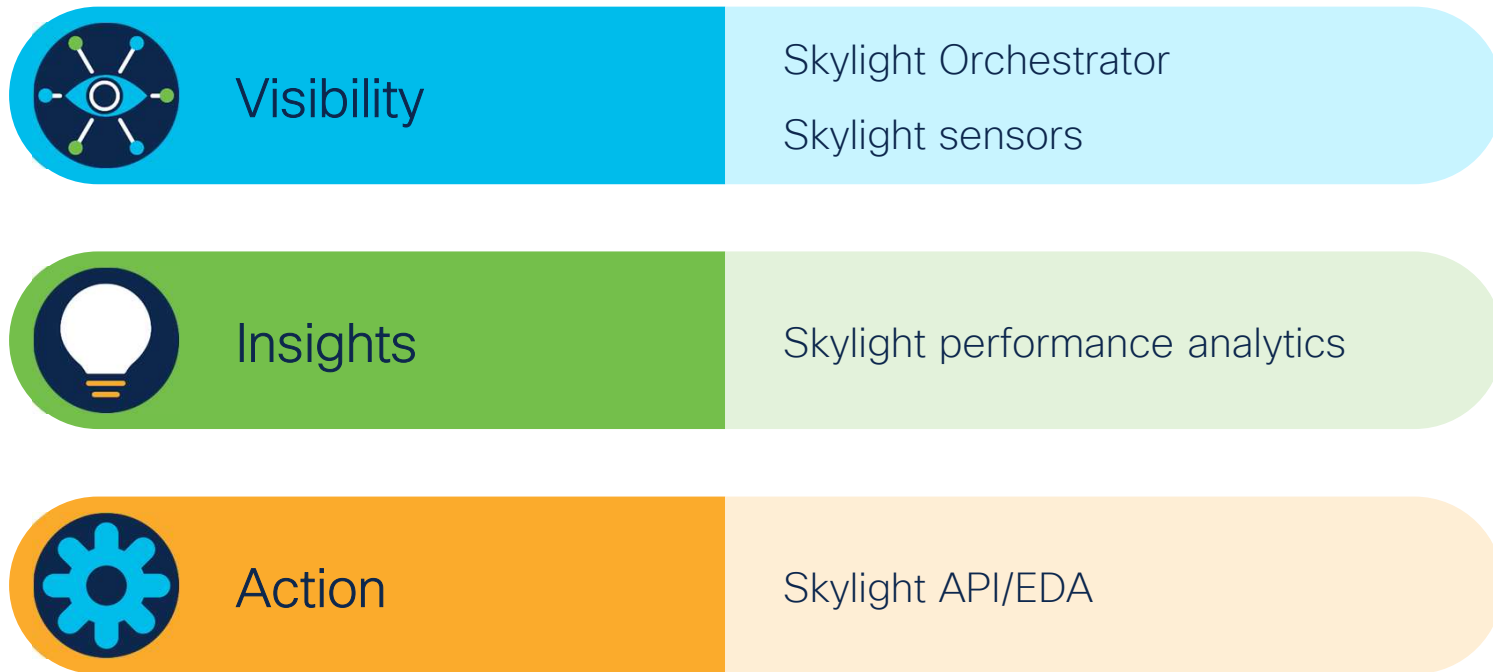 Visibility
Skylight Orchestrator
Skylight sensors
Insights
Skylight performance analytics
Action
Skylight API/EDA